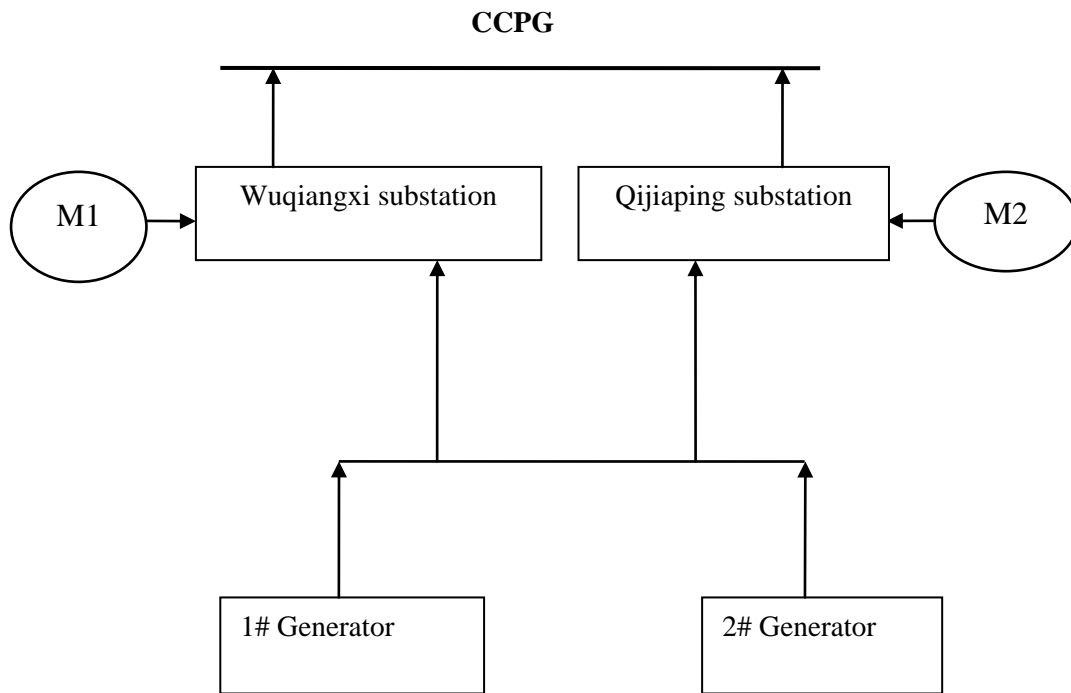 CCPG
Wuqiangxi substation
Qijiaping substation
M1
M2
1# Generator
2# Generator